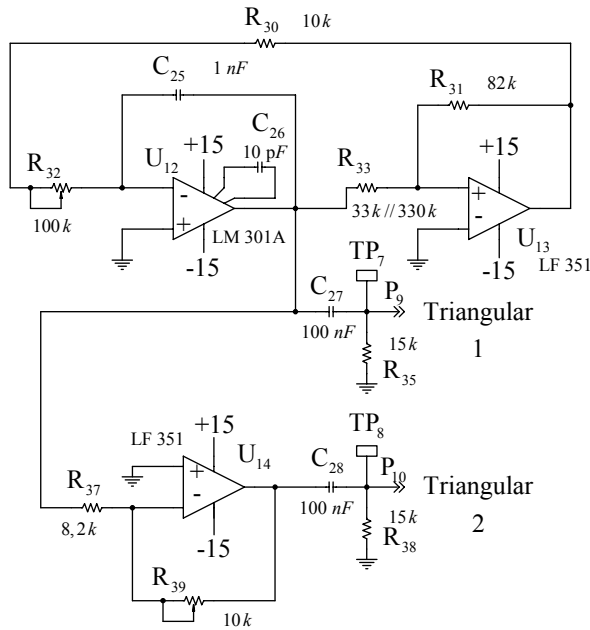 R30 10k
C25 1 nF
R31 82k
C26
10 pF
+15
U12
R32
100k
-
+
LM 301A
-15
R33
33k // 330k
+15
+
-
U13
-15
LF 351
TP7
C27
100 nF
P9
Triangular
1
15k
R35
LF 351
+15
U14
+
-
-15
R37
8,2k
R39
10k
TP8
C28
100 nF
P10
Triangular
2
15k
R38